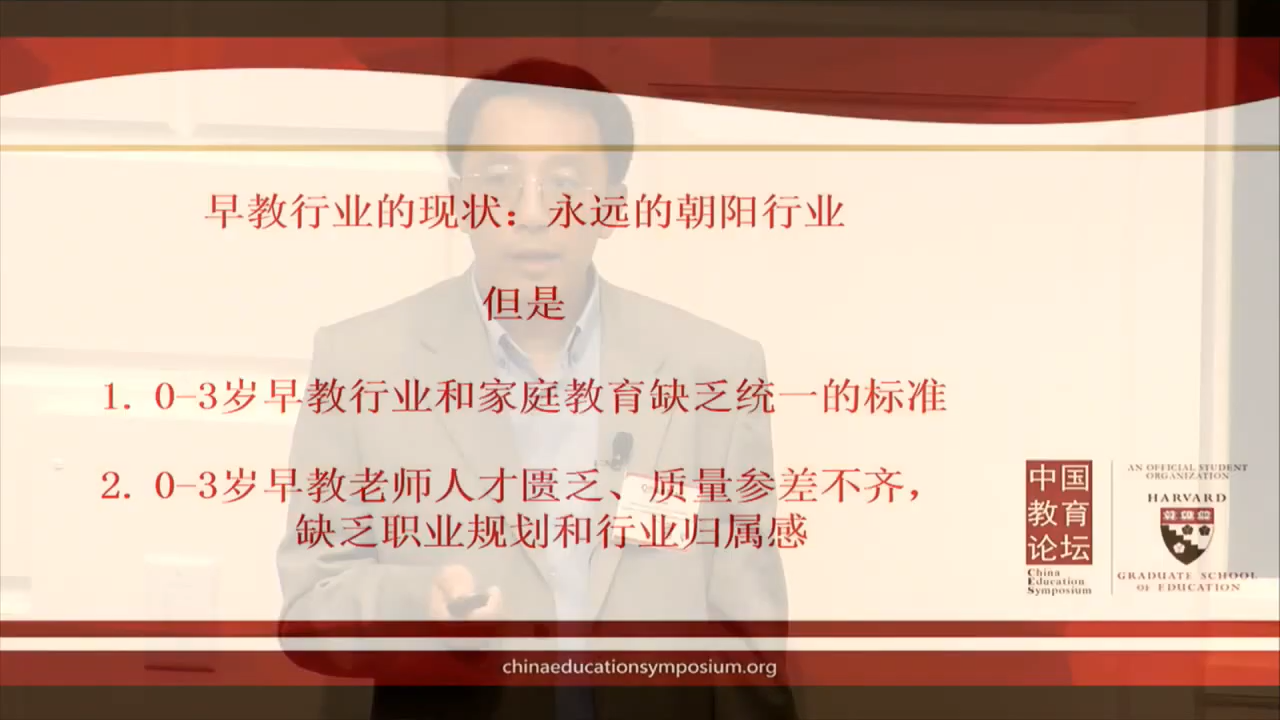 早教行业的现状：永远的朝阳行业
但是
1. 0-3岁早教行业和家庭教育缺乏统一的标准
2. 0-3岁早教老师人才匮乏、质量参差不齐，
缺乏职业规划和行业归属感
中国
教育
论坛
China
Education
Symposium
AN OFFICIAL STUDENT
ORGANIZATION
HARVARD
GRADUATE SCHOOL
OF EDUCATION
chinaeducationsymposium.org